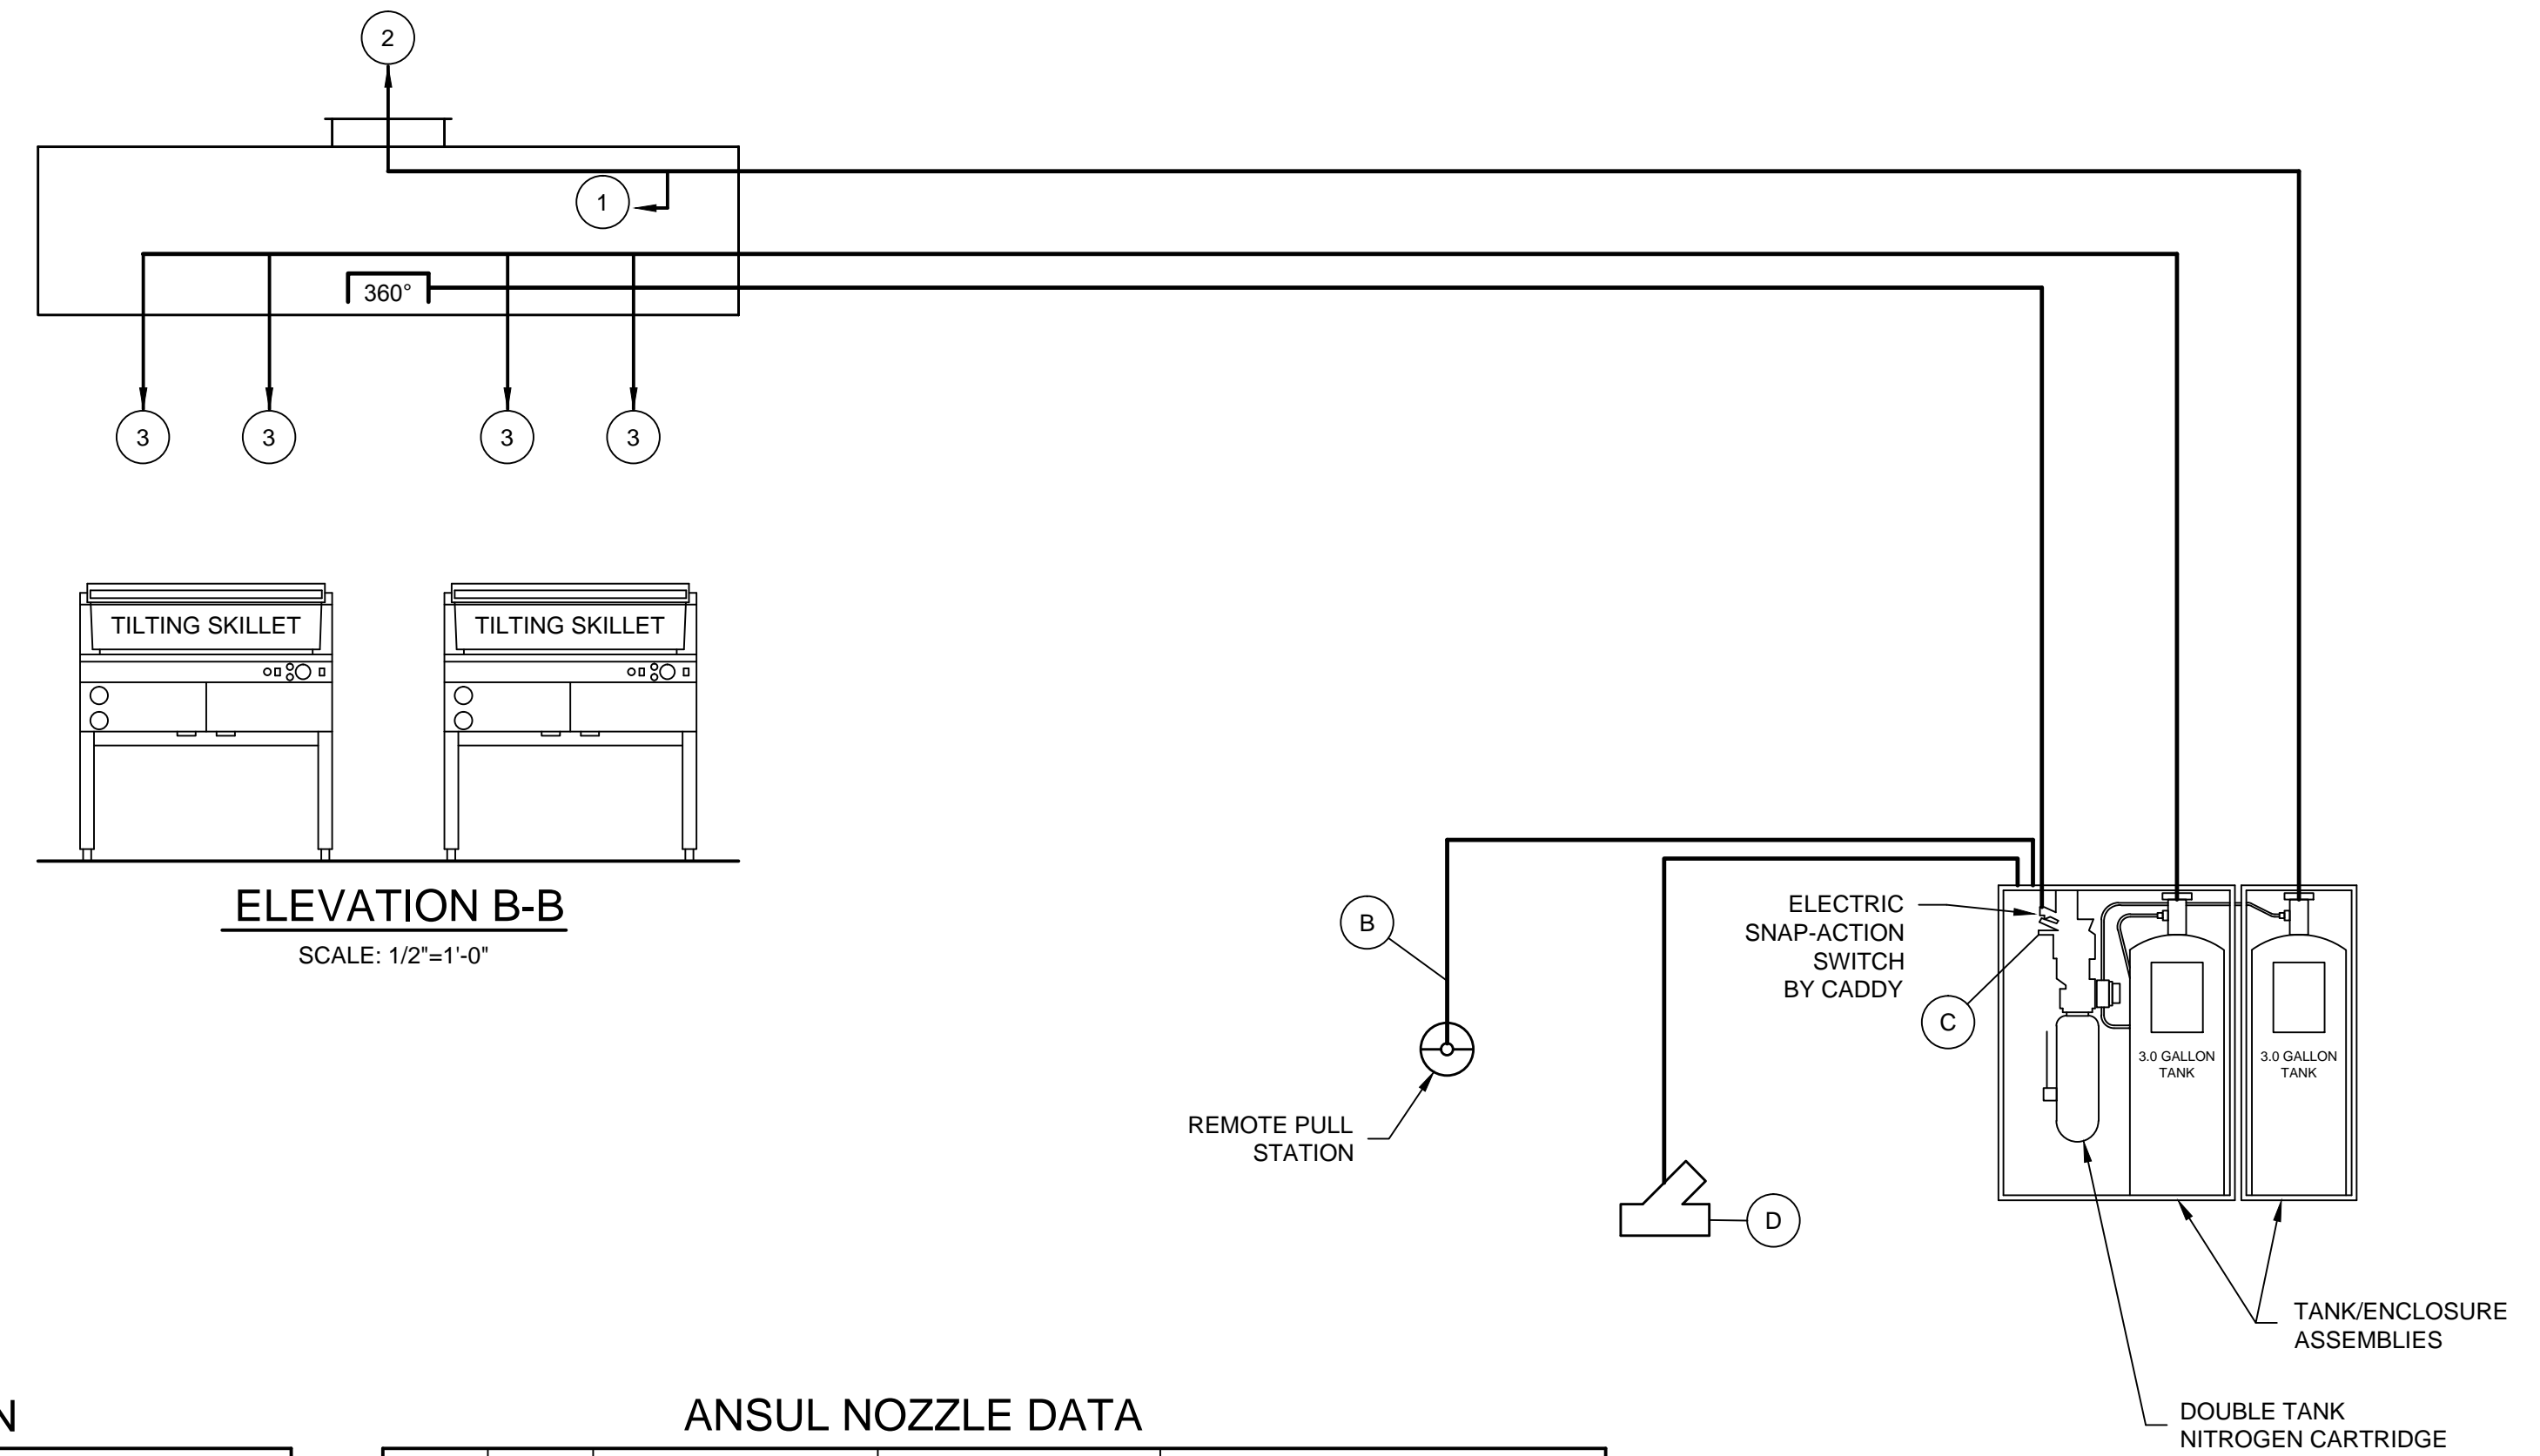 2
1
360°
3
3
3
3
TILTING SKILLET
TILTING SKILLET
ELEVATION B-B
SCALE: 1/2"=1'-0"
B
REMOTE PULL
STATION
D
ELECTRIC
SNAP-ACTION
SWITCH
BY CADDY
C
3.0 GALLON
TANK
3.0 GALLON
TANK
TANK/ENCLOSURE
ASSEMBLIES
DOUBLE TANK
NITROGEN CARTRIDGE
N
ANSUL NOZZLE DATA